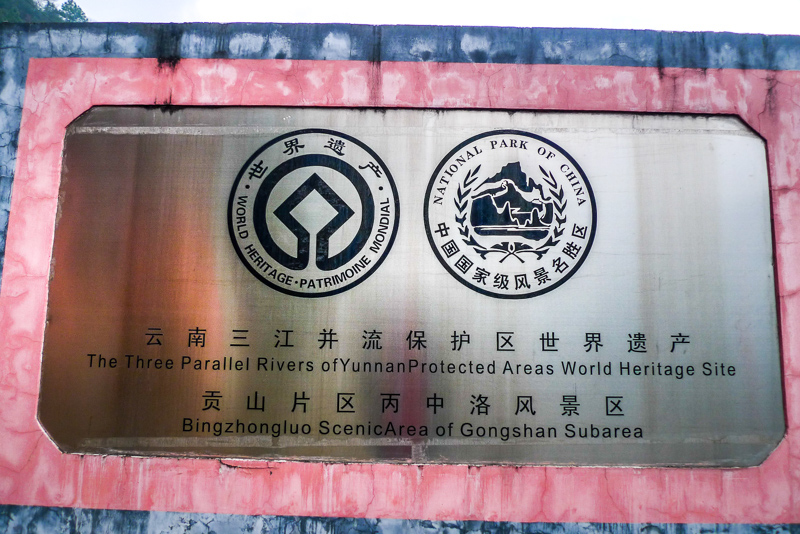 世界遗产
WORLD HERITAGE · PATRIMOINE MONDIAL
NATIONAL PARK OF CHINA
中国国家级风景名胜区
云南三江并流保护区世界遗产
The Three Parallel Rivers ofYunnanProtected Areas World Heritage Site
贡山片区丙中洛风景区
Bingzhongluo ScenicArea of Gongshan Subarea